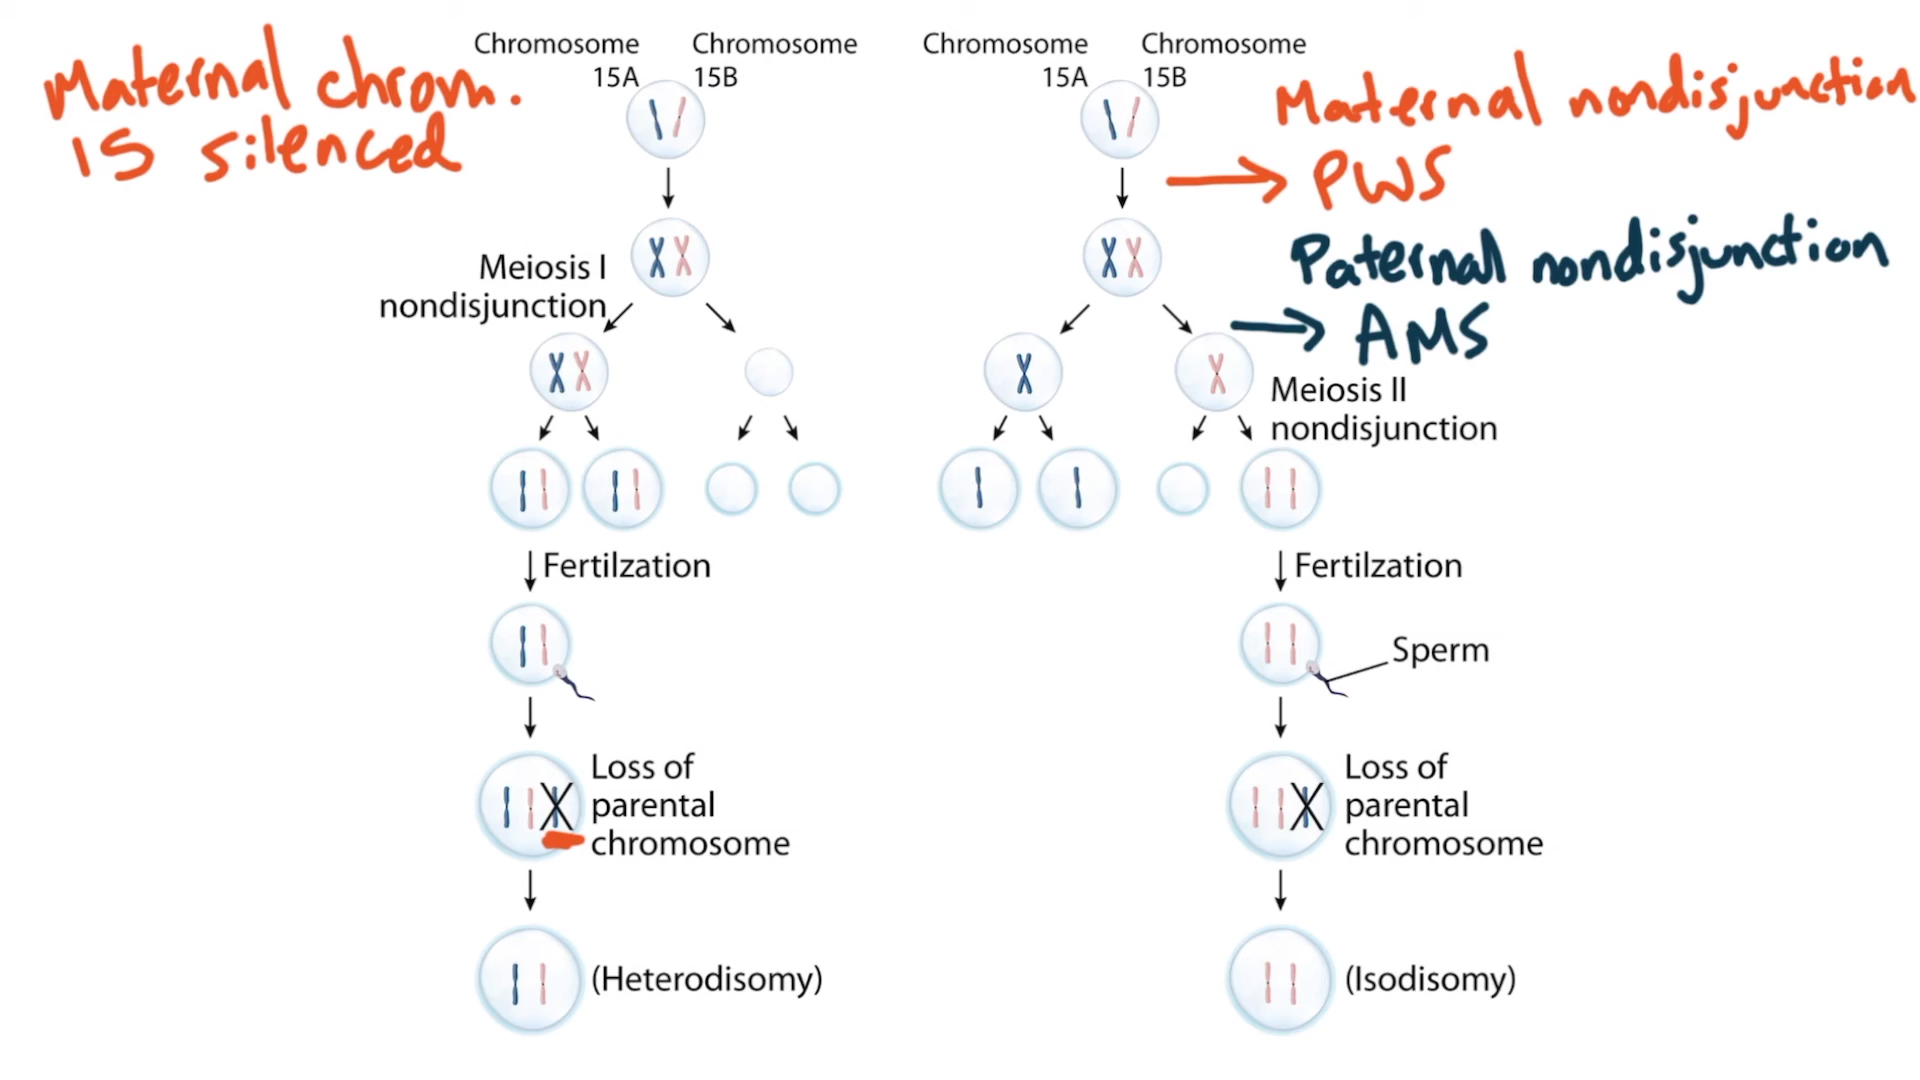 Maternal chrom.
15 silenced
Chromosome
15A
Chromosome
15B
Meiosis I
nondisjunction
Fertilzation
Loss of
parental
chromosome
(Heterodisomy)
Chromosome
15A
Chromosome
15B
Maternal nondisjunction
→ PWS
Paternal nondisjunction
→ AMS
Meiosis II
nondisjunction
Fertilzation
Sperm
Loss of
parental
chromosome
(Isodisomy)